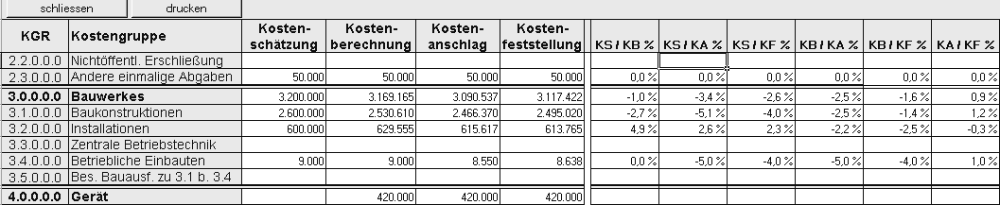 schliessen drucken
KGR Kostengruppe Kosten-schätzung Kosten-berechnung Kosten-anschlag Kosten-feststellung KS / KB % KS / KA % KS / KF % KB / KA % KB / KF % KA / KF %
2.2.0.0.0 Nichtöffentl. Erschließung
2.3.0.0.0 Andere einmalige Abgaben 50.000 50.000 50.000 50.000 0,0 % 0,0 % 0,0 % 0,0 % 0,0 % 0,0 %
3.0.0.0.0 Bauwerkes 3.200.000 3.169.165 3.090.537 3.117.422 -1,0 % -3,4 % -2,6 % -2,5 % -1,6 % 0,9 %
3.1.0.0.0 Baukonstruktionen 2.600.000 2.530.610 2.466.370 2.495.020 -2,7 % -5,1 % -4,0 % -2,5 % -1,4 % 1,2 %
3.2.0.0.0 Installationen 600.000 629.555 615.617 613.765 4,9 % 2,6 % 2,3 % -2,2 % -2,5 % -0,3 %
3.3.0.0.0 Zentrale Betriebstechnik
3.4.0.0.0 Betriebliche Einbauten 9.000 9.000 8.550 8.638 0,0 % -5,0 % -4,0 % -5,0 % -4,0 % 1,0 %
3.5.0.0.0 Bes. Bauausf. zu 3.1 b. 3.4
4.0.0.0.0 Gerät 420.000 420.000 420.000